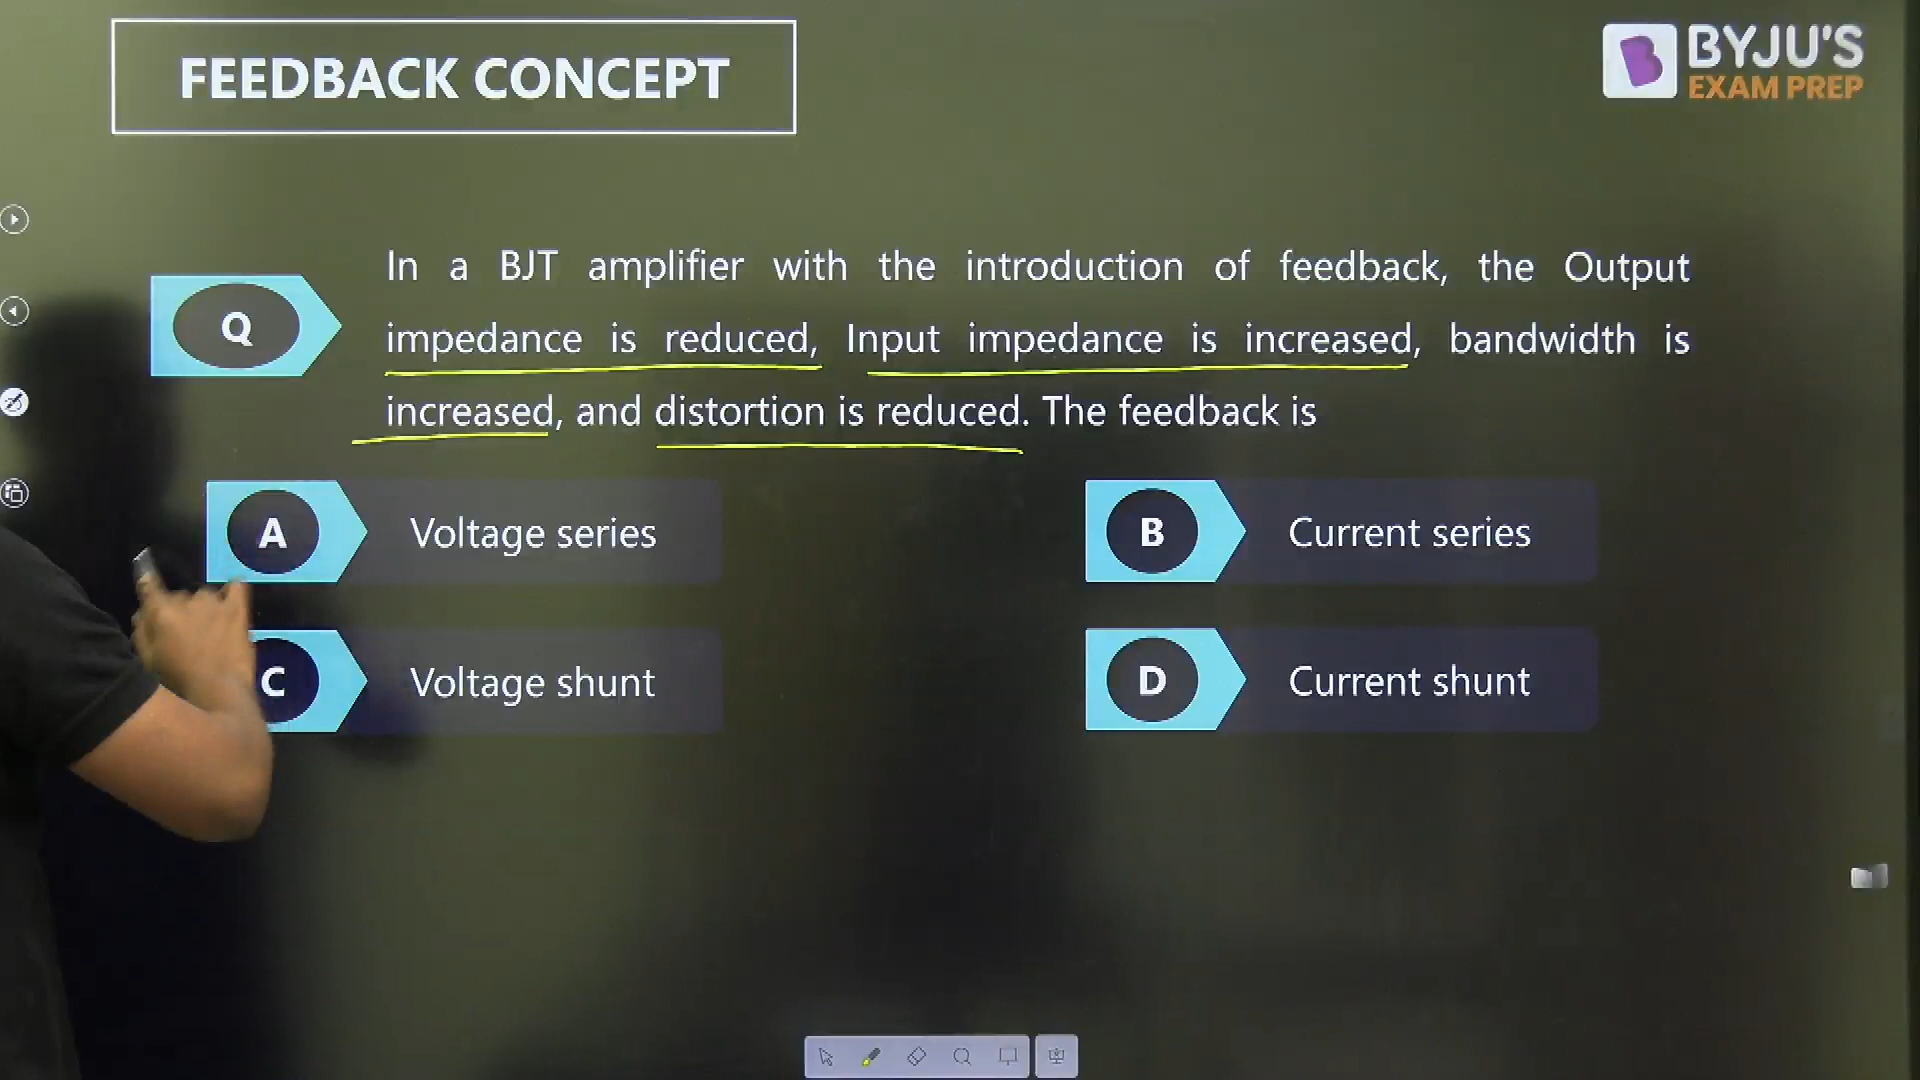 FEEDBACK CONCEPT
BYJU'S
EXAM PREP
In a BJT amplifier with the introduction of feedback, the Output
Q
impedance is reduced, Input impedance is increased, bandwidth is
increased, and distortion is reduced. The feedback is
A Voltage series
B Current series
C Voltage shunt
D Current shunt